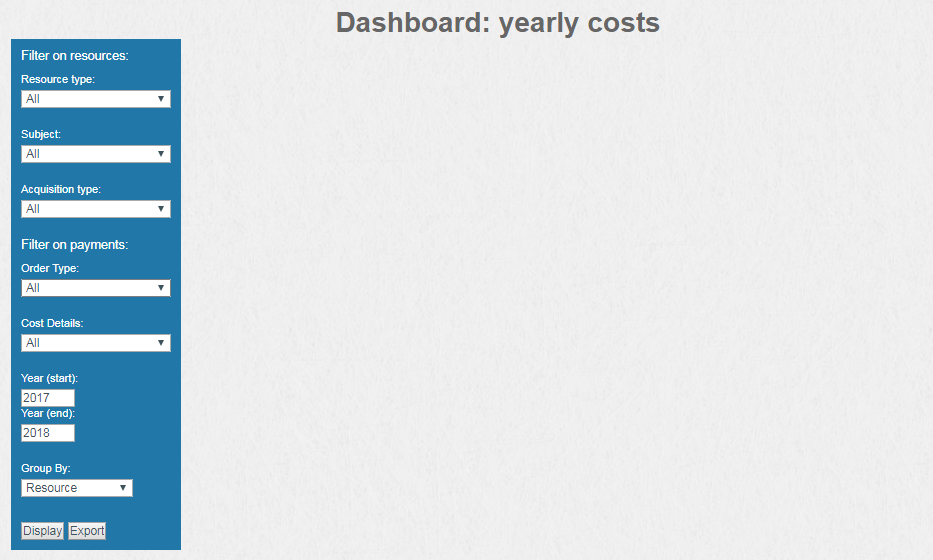 Dashboard: yearly costs
Filter on resources:
Resource type:
All
Subject:
All
Acquisition type:
All
Filter on payments:
Order Type:
All
Cost Details:
All
Year (start):
2017
Year (end):
2018
Group By:
Resource
Display Export